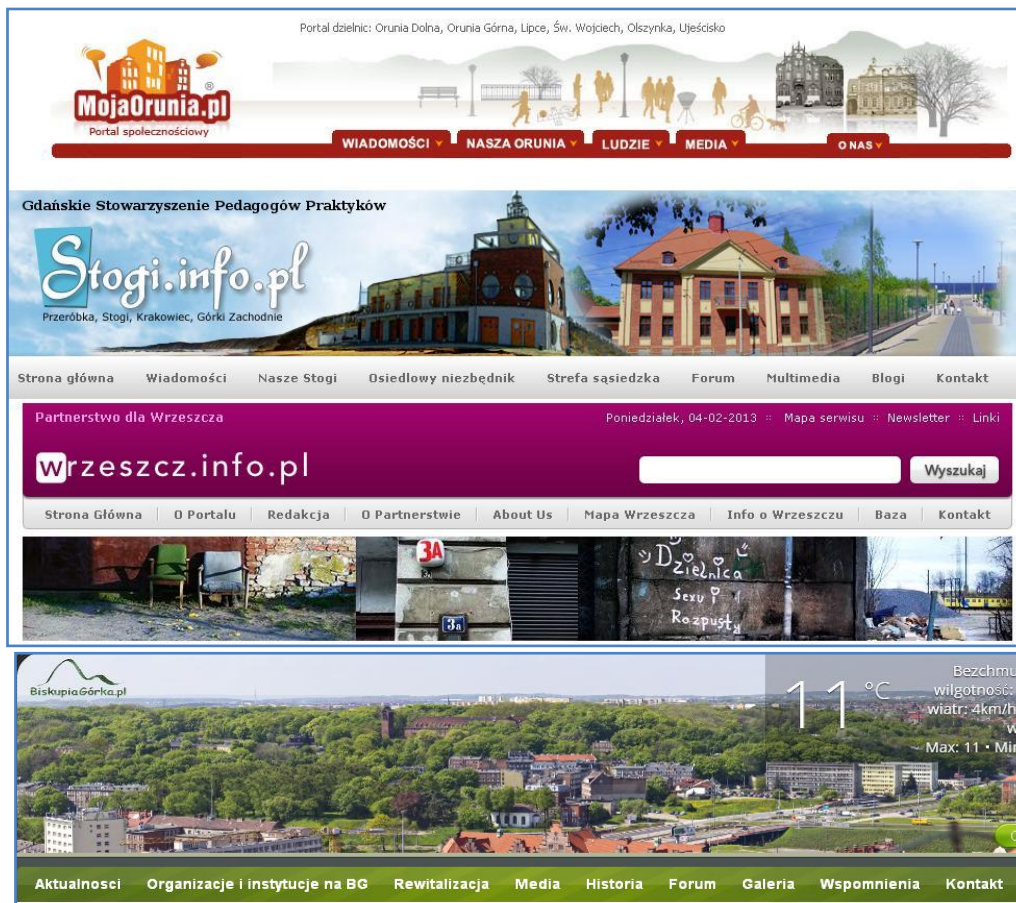 Portal dzielnic: Orunia Dolna, Orunia Górna, Lipce, Św. Wojciech, Olszynka, Ujeścisko
MojaOrunia.pl ®
Portal społecznościowy
WIADOMOŚCI NASZA ORUNIA LUDZIE MEDIA O NAS
Gdańskie Stowarzyszenie Pedagogów Praktyków
Stogi.info.pl
Przeróbka, Stogi, Krakowiec, Górki Zachodnie
Strona główna Wiadomości Nasze Stogi Osiedlowy niezbędnik Strefa sąsiedzka Forum Multimedia Blogi Kontakt
Partnerstwo dla Wrzeszcza Poniedziałek, 04-02-2013 :: Mapa serwisu :: Newsletter :: Linki
wrzeszcz.info.pl Wyszukaj
Strona Główna O Portalu Redakcja O Partnerstwie About Us Mapa Wrzeszcza Info o Wrzeszczu Baza Kontakt
3A
3a
Dzielnica
Sexu i
Rozpusty
BiskupiaGórka.pl
11 °C
Bezchmu
wilgotność:
wiatr: 4km/h
w
Max: 11 • Min
Aktualnosci Organizacje i instytucje na BG Rewitalizacja Media Historia Forum Galeria Wspomnienia Kontakt